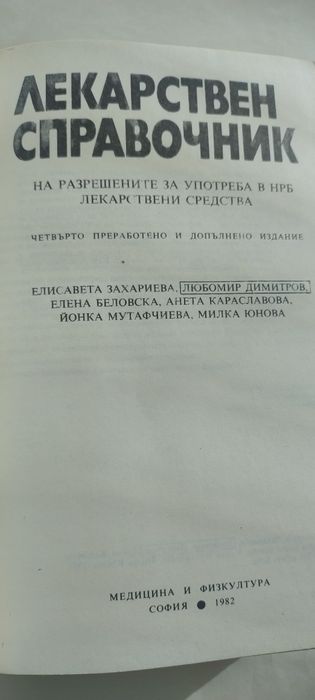 ЛЕКАРСТВЕН
СПРАВОЧНИК
НА РАЗРЕШЕНИТЕ ЗА УПОТРЕБА В НРБ
ЛЕКАРСТВЕНИ СРЕДСТВА
ЧЕТВЪРТО ПРЕРАБОТЕНО И ДОПЪЛНЕНО ИЗДАНИЕ
ЕЛИСАВЕТА ЗАХАРИЕВА, ЛЮБОМИР ДИМИТРОВ,
ЕЛЕНА БЕЛОВСКА, АНЕТА КАРАСЛАВОВА,
ЙОНКА МУТАФЧИЕВА, МИЛКА ЮНОВА
МЕДИЦИНА И ФИЗКУЛТУРА
СОФИЯ ● 1982